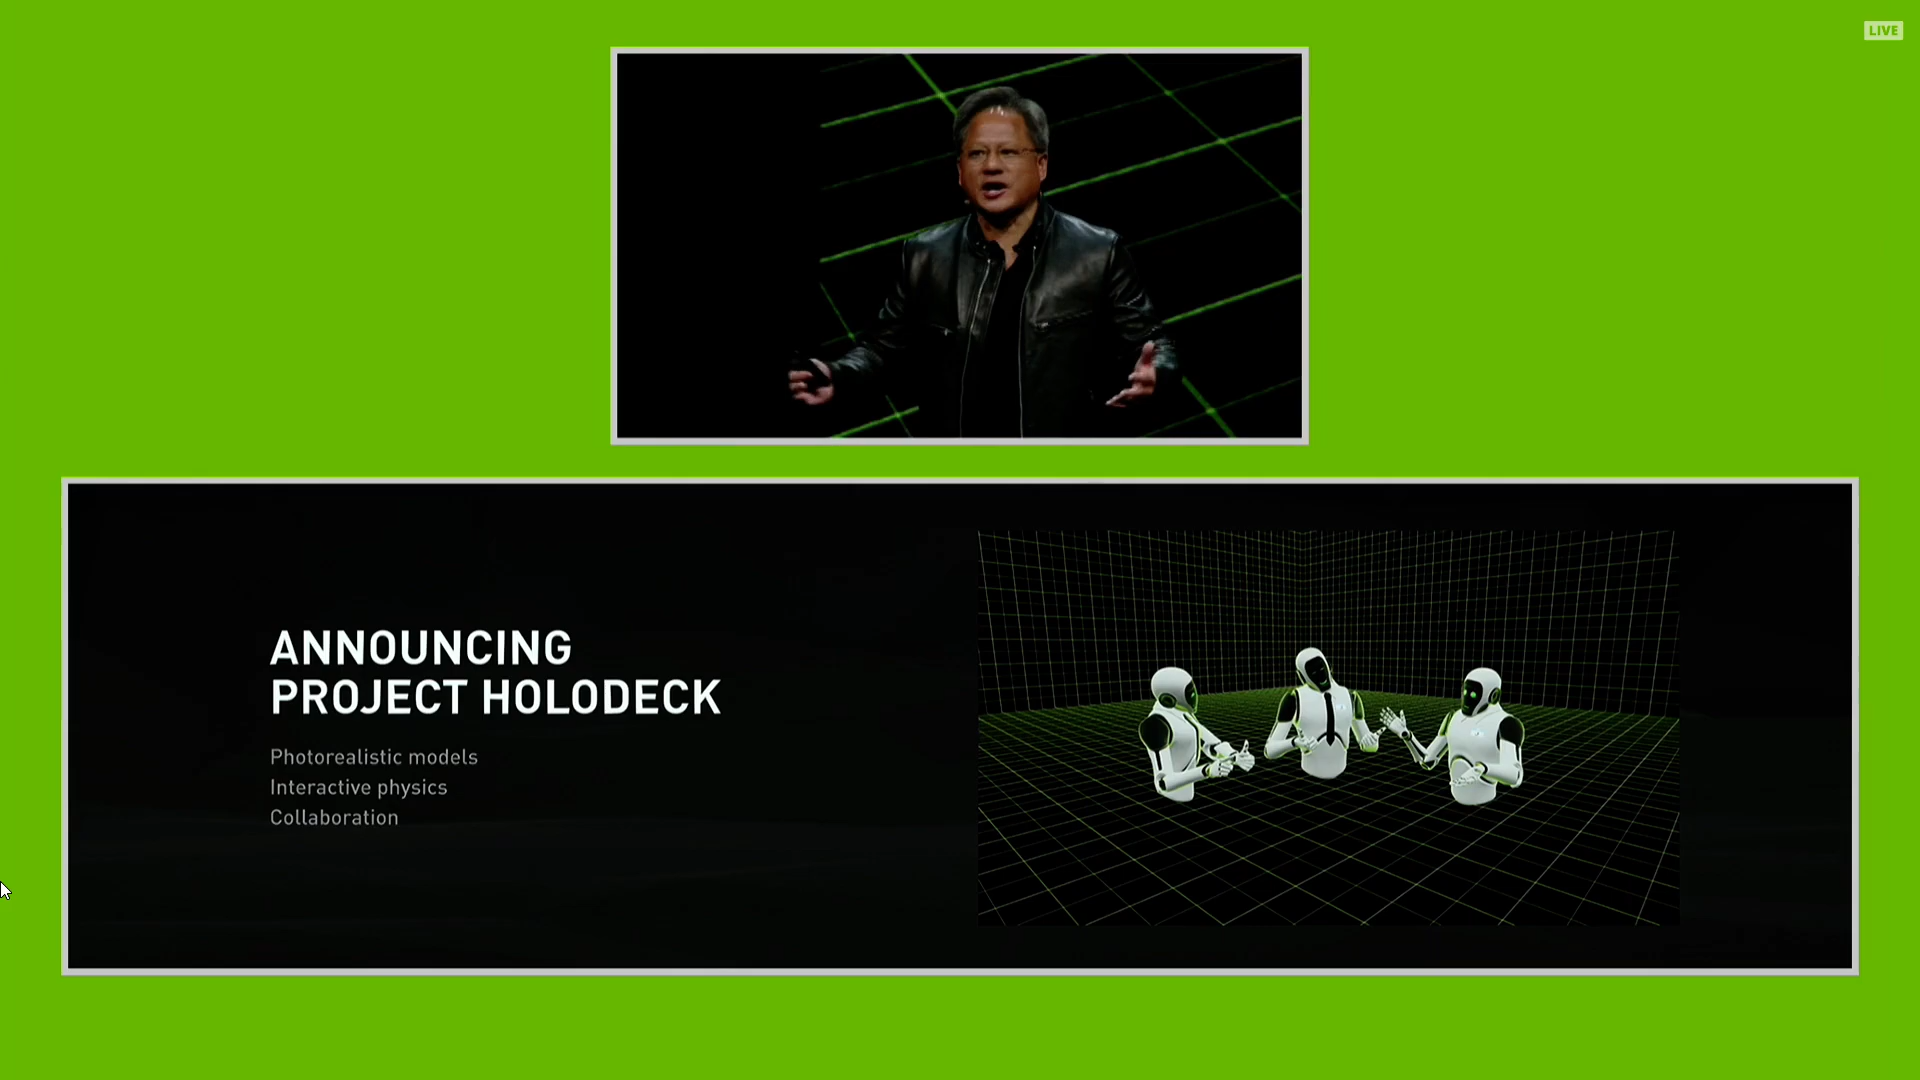 LIVE
ANNOUNCING
PROJECT HOLODECK
Photorealistic models
Interactive physics
Collaboration